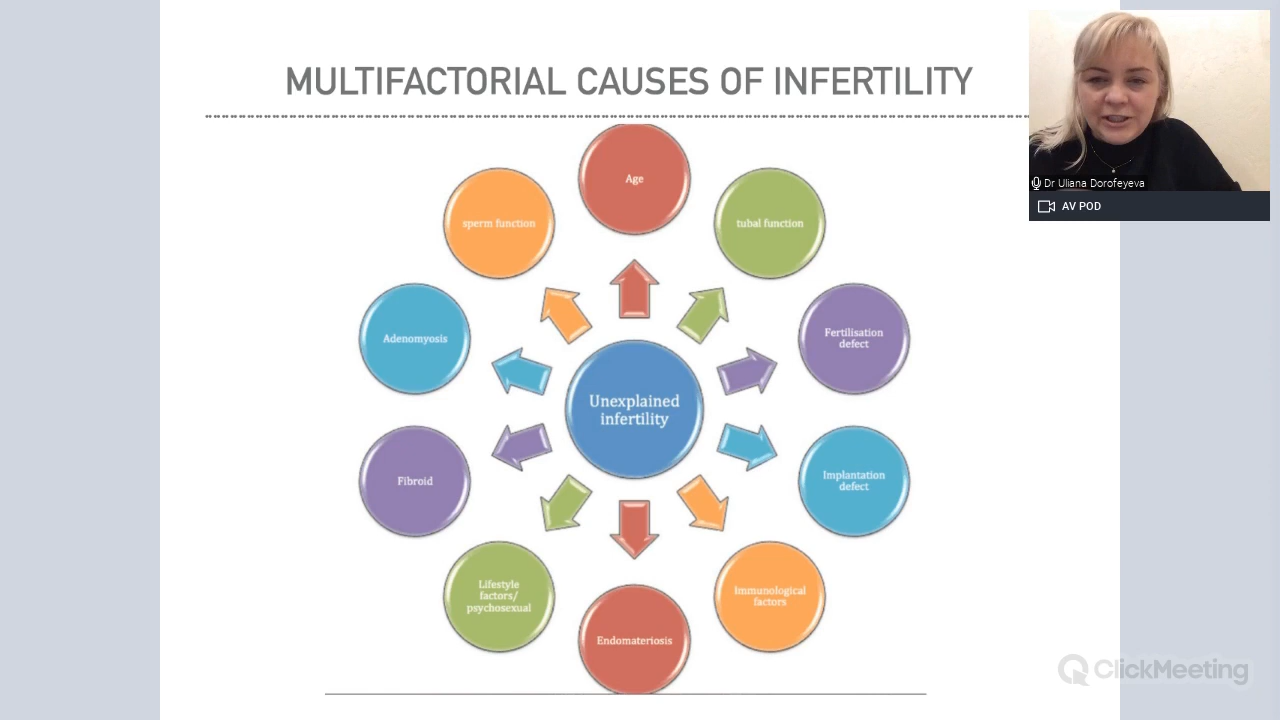 MULTIFACTORIAL CAUSES OF INFERTILITY
Dr Uliana Dorofeyeva
AV POD
Age
sperm function
tubal function
Adenomyosis
Fertilisation
defect
Unexplained
infertility
Fibroid
Implantation
defect
Lifestyle
factors/
psychosexual
Immunological
factors
Endomateriosis
ClickMeeting